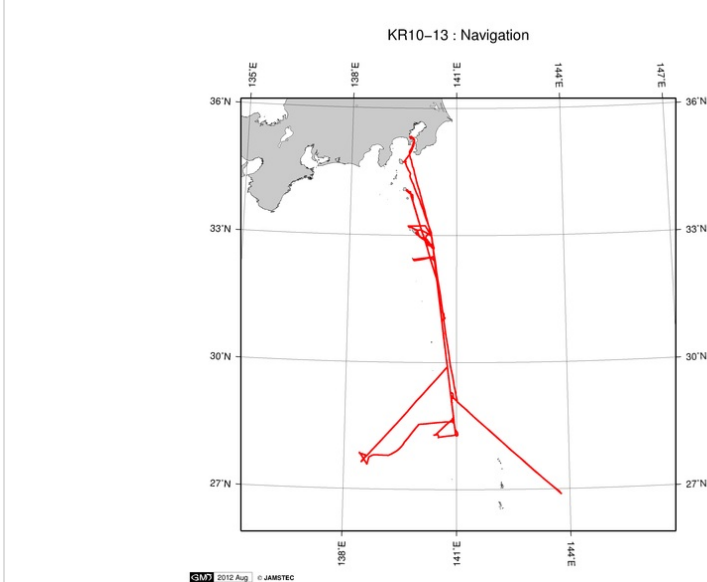 KR10−13 : Navigation
135˚E 138˚E 141˚E 144˚E 147˚E
36˚N 36˚N
33˚N 33˚N
30˚N 30˚N
27˚N 27˚N
138˚E 141˚E 144˚E
GMD 2012 Aug © JAMSTEC